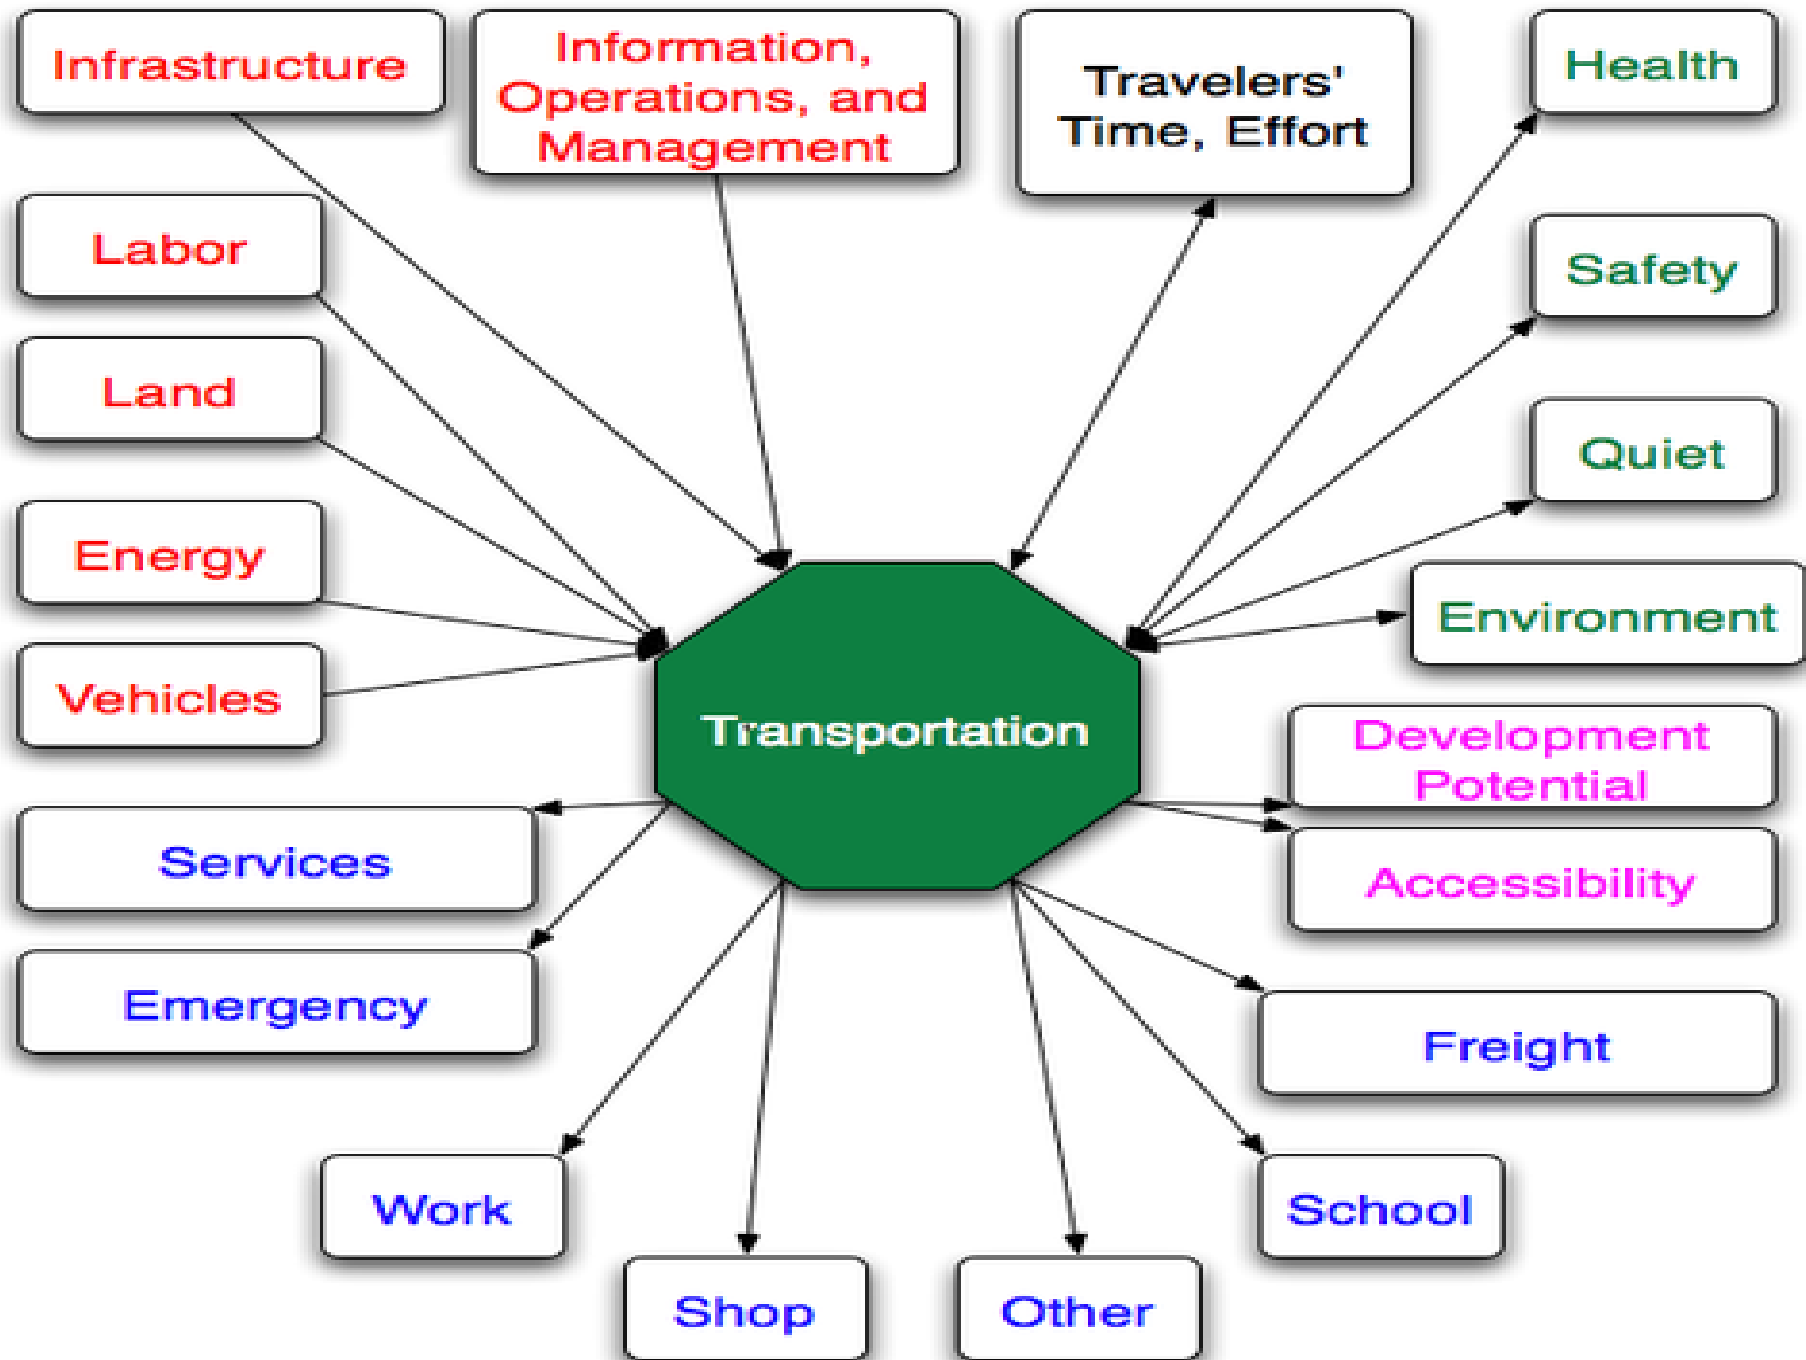 Infrastructure
Information,
Operations, and
Management
Travelers'
Time, Effort
Health
Labor
Safety
Land
Quiet
Energy
Environment
Vehicles
Transportation
Development
Potential
Services
Accessibility
Emergency
Freight
Work
School
Shop
Other